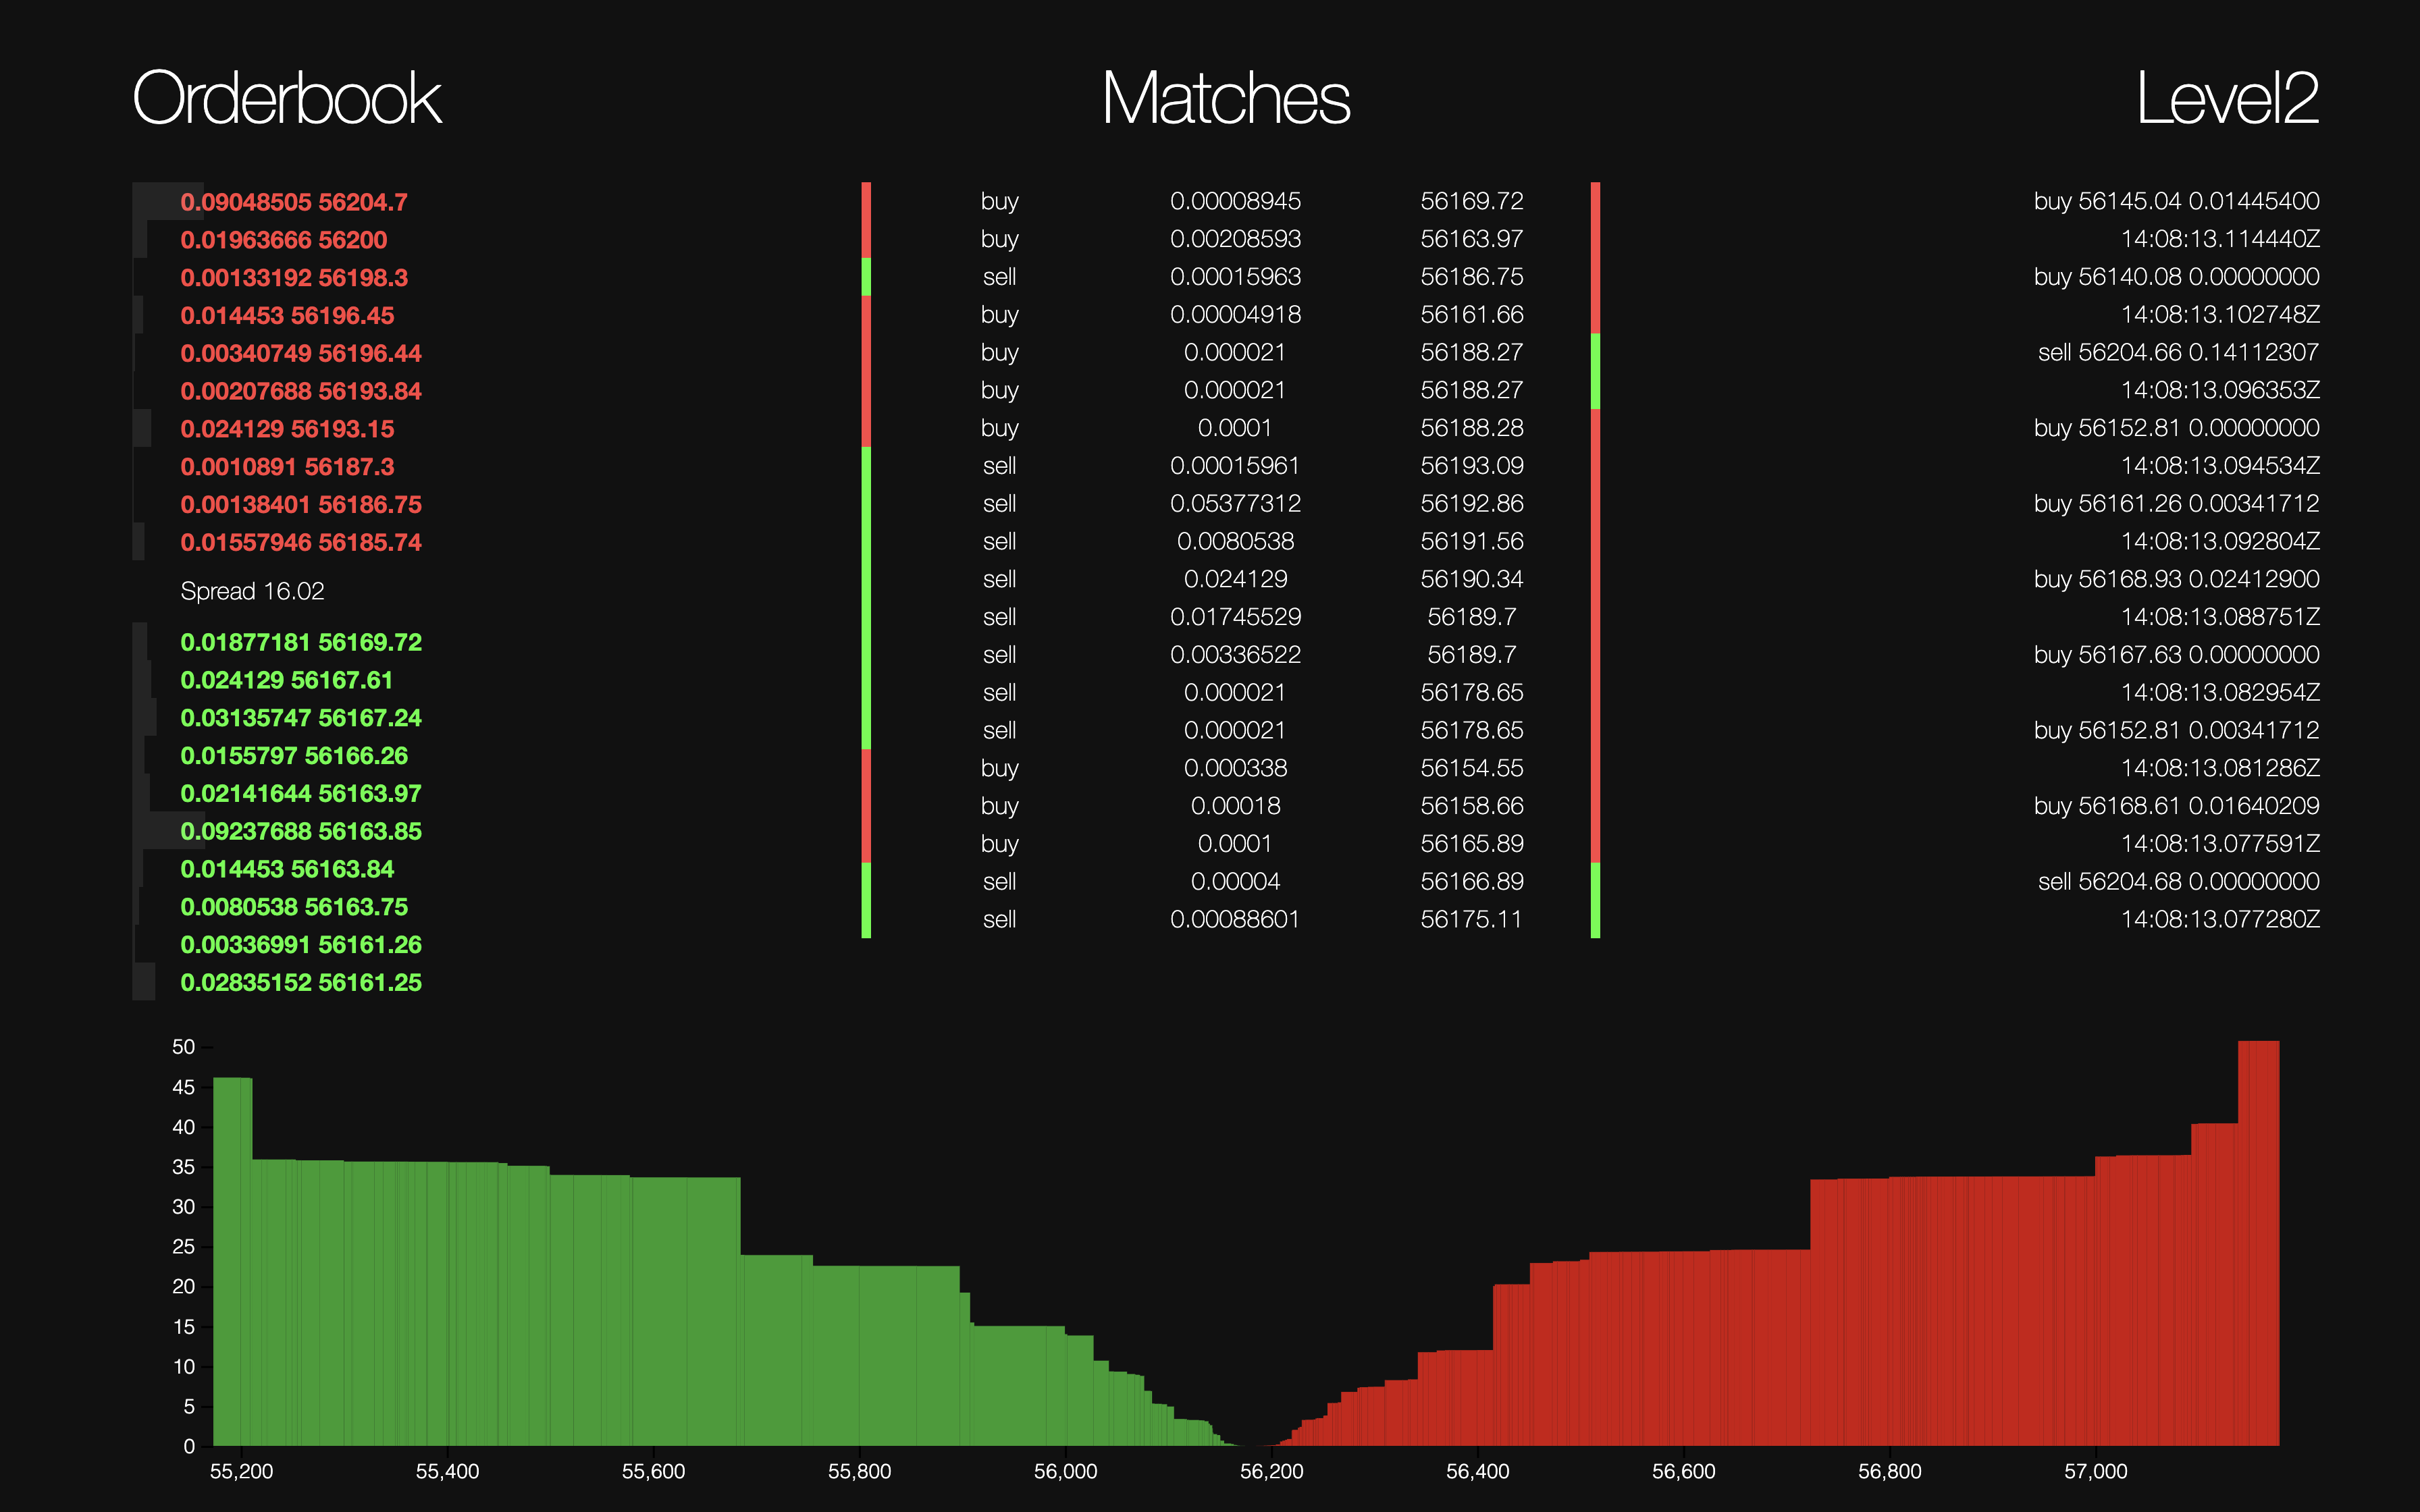 Orderbook
0.09048505 56204.7
0.01963666 56200
0.00133192 56198.3
0.014453 56196.45
0.00340749 56196.44
0.00207688 56193.84
0.024129 56193.15
0.0010891 56187.3
0.00138401 56186.75
0.01557946 56185.74
Spread 16.02
0.01877181 56169.72
0.024129 56167.61
0.03135747 56167.24
0.0155797 56166.26
0.02141644 56163.97
0.09237688 56163.85
0.014453 56163.84
0.0080538 56163.75
0.00336991 56161.26
0.02835152 56161.25
Matches
buy 0.00008945 56169.72
buy 0.00208593 56163.97
sell 0.00015963 56186.75
buy 0.00004918 56161.66
buy 0.000021 56188.27
buy 0.000021 56188.27
buy 0.0001 56188.28
sell 0.00015961 56193.09
sell 0.05377312 56192.86
sell 0.0080538 56191.56
sell 0.024129 56190.34
sell 0.01745529 56189.7
sell 0.00336522 56189.7
sell 0.000021 56178.65
sell 0.000021 56178.65
buy 0.000338 56154.55
buy 0.00018 56158.66
buy 0.0001 56165.89
sell 0.00004 56166.89
sell 0.00088601 56175.11
Level2
buy 56145.04 0.01445400
14:08:13.114440Z
buy 56140.08 0.00000000
14:08:13.102748Z
sell 56204.66 0.14112307
14:08:13.096353Z
buy 56152.81 0.00000000
14:08:13.094534Z
buy 56161.26 0.00341712
14:08:13.092804Z
buy 56168.93 0.02412900
14:08:13.088751Z
buy 56167.63 0.00000000
14:08:13.082954Z
buy 56152.81 0.00341712
14:08:13.081286Z
buy 56168.61 0.01640209
14:08:13.077591Z
sell 56204.68 0.00000000
14:08:13.077280Z
50
45
40
35
30
25
20
15
10
5
0
55,200 55,400 55,600 55,800 56,000 56,200 56,400 56,600 56,800 57,000